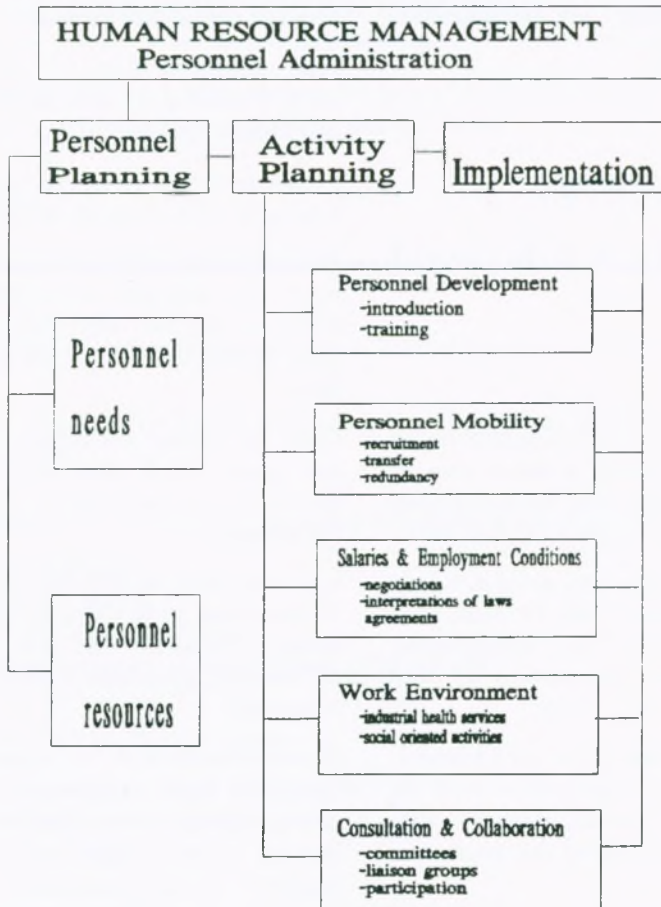 HUMAN RESOURCE MANAGEMENT
Personnel Administration
Personnel
Planning
Activity
Planning
Implementation
Personnel
needs
Personnel
resources
Personnel Development
-introduction
-training
Personnel Mobility
-recruitment
-transfer
-redundancy
Salaries & Employment Conditions
-negotiations
-interpretations of laws
agreements
Work Environment
-industrial health services
-social oriented activities
Consultation & Collaboration
-committees
-liaison groups
-participation